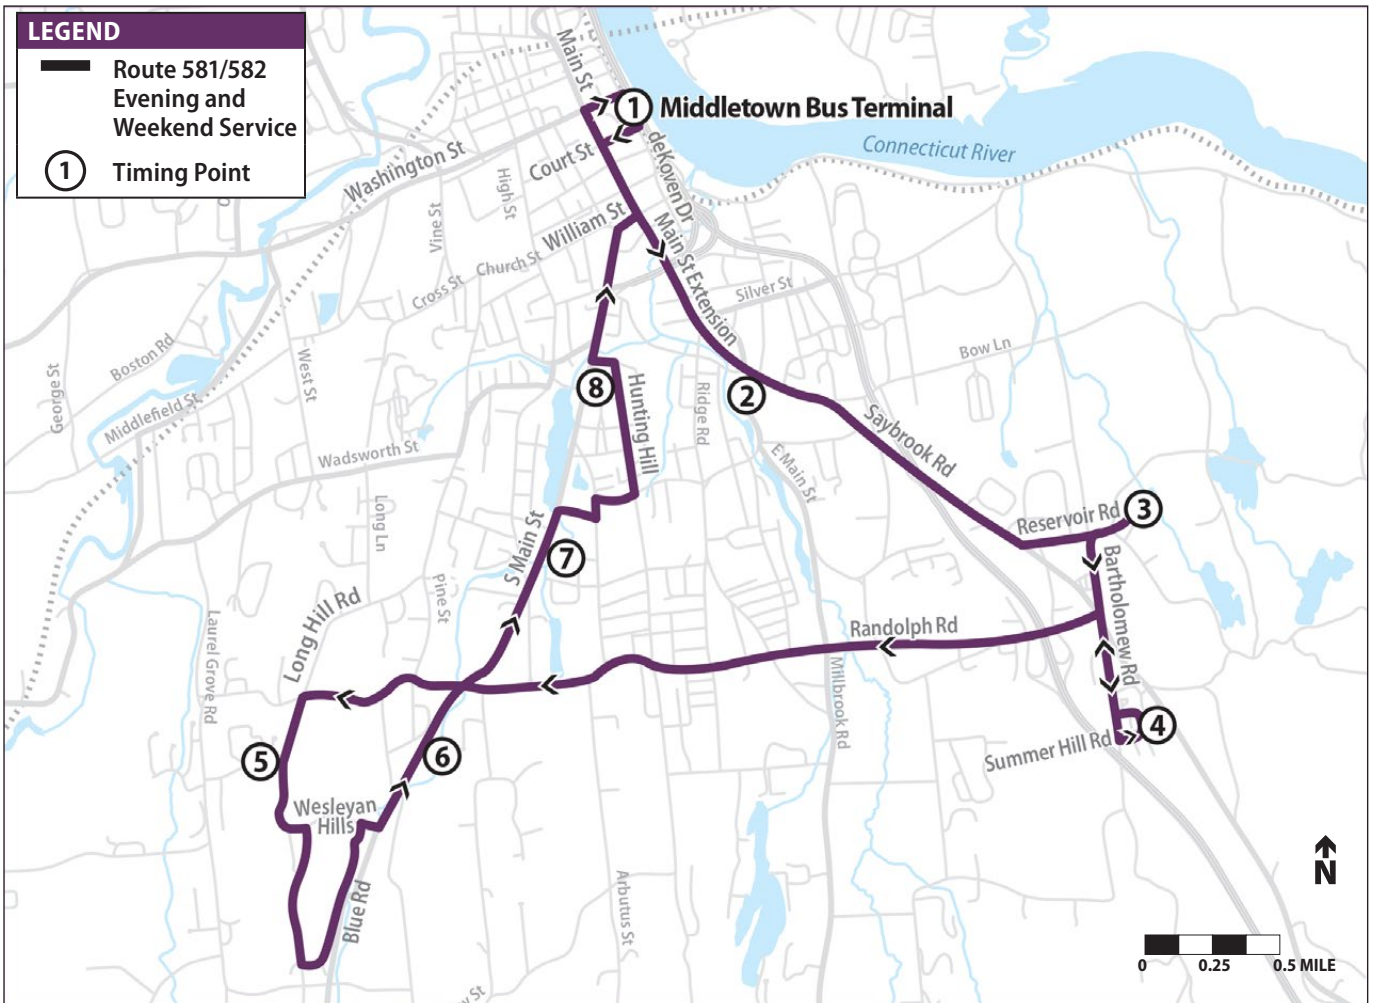 LEGEND
Route 581/582
Evening and
Weekend Service
1 Timing Point
Main St
1 Middletown Bus Terminal
Connecticut River
Washington St
Court St
deKoven Dr
High St
Vine St
William St
Main St Extension
Church St
Cross St
Silver St
Boston Rd
West St
George St
Middlefield St
Bow Ln
8
Hunting Hill
Ridge Rd
2
Saybrook Rd
Wadsworth St
E Main St
Long Ln
S Main St
Reservoir Rd
3
7
Bartholomew Rd
Pine St
Long Hill Rd
Laurel Grove Rd
Randolph Rd
Millbrook Rd
4
Summer Hill Rd
5
6
Wesleyan
Hills
Blue Rd
Arbutus St
N
0 0.25 0.5 MILE